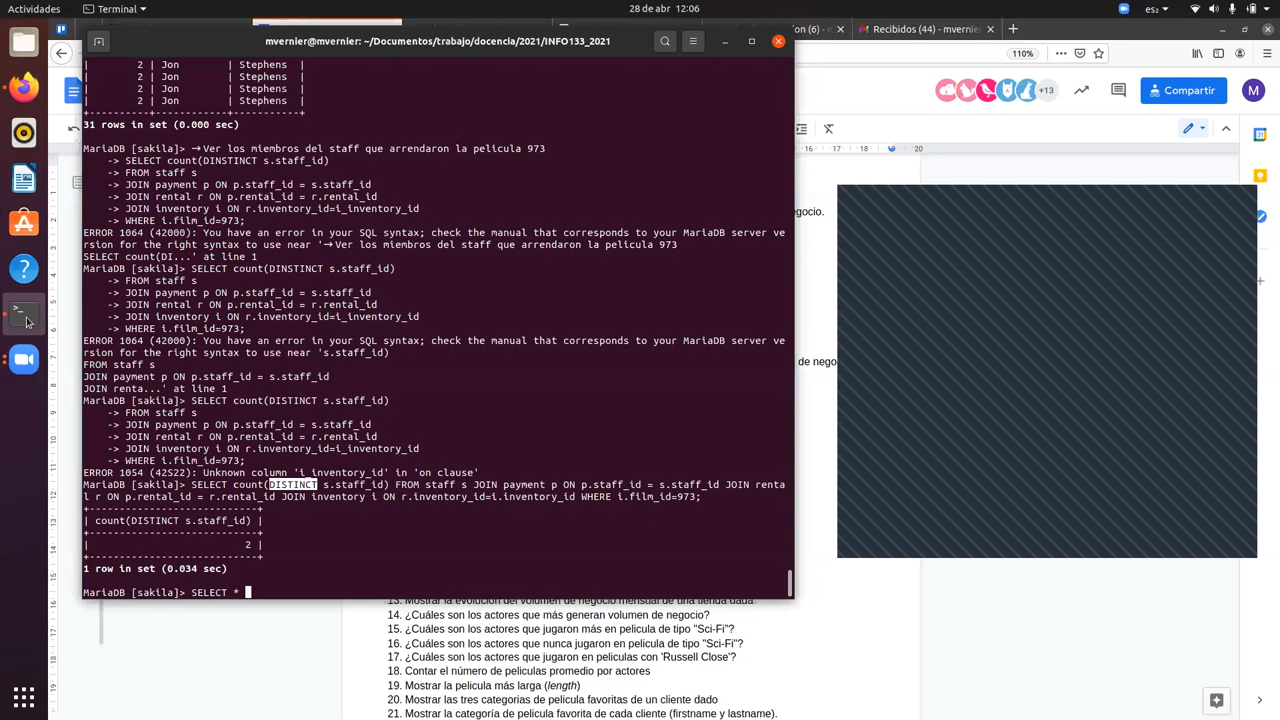 Actividades
Terminal
28 de abr 12:06
es₂
ion (6)
Recibidos (44) - mvernie
mvernier@mvernier: ~/Documentos/trabajo/docencia/2021/INFO133_2021
110%
+13
Compartir
M
| 2 | Jon | Stephens |
| 2 | Jon | Stephens |
| 2 | Jon | Stephens |
| 2 | Jon | Stephens |
+----------+------------+-----------+
31 rows in set (0.000 sec)
MariaDB [sakila]> →Ver los miembros del staff que arrendaron la pelicula 973
-> SELECT count(DINSTINCT s.staff_id)
-> FROM staff s
-> JOIN payment p ON p.staff_id = s.staff_id
-> JOIN rental r ON p.rental_id = r.rental_id
-> JOIN inventory i ON r.inventory_id=i_inventory_id
-> WHERE i.film_id=973;
ERROR 1064 (42000): You have an error in your SQL syntax; check the manual that corresponds to your MariaDB server ve
rsion for the right syntax to use near '→Ver los miembros del staff que arrendaron la pelicula 973
SELECT count(DI...' at line 1
MariaDB [sakila]> SELECT count(DINSTINCT s.staff_id)
-> FROM staff s
-> JOIN payment p ON p.staff_id = s.staff_id
-> JOIN rental r ON p.rental_id = r.rental_id
-> JOIN inventory i ON r.inventory_id=i_inventory_id
-> WHERE i.film_id=973;
ERROR 1064 (42000): You have an error in your SQL syntax; check the manual that corresponds to your MariaDB server ve
rsion for the right syntax to use near 's.staff_id)
FROM staff s
JOIN payment p ON p.staff_id = s.staff_id
JOIN renta...' at line 1
MariaDB [sakila]> SELECT count(DISTINCT s.staff_id)
-> FROM staff s
-> JOIN payment p ON p.staff_id = s.staff_id
-> JOIN rental r ON p.rental_id = r.rental_id
-> JOIN inventory i ON r.inventory_id=i_inventory_id
-> WHERE i.film_id=973;
ERROR 1054 (42S22): Unknown column 'i_inventory_id' in 'on clause'
MariaDB [sakila]> SELECT count(DISTINCT s.staff_id) FROM staff s JOIN payment p ON p.staff_id = s.staff_id JOIN renta
l r ON p.rental_id = r.rental_id JOIN inventory i ON r.inventory_id=i.inventory_id WHERE i.film_id=973;
+----------------------------+
| count(DISTINCT s.staff_id) |
+----------------------------+
| 2 |
+----------------------------+
1 row in set (0.034 sec)
MariaDB [sakila]> SELECT *
16 17 18 19 20
egocio.
de nego
13. Mostrar la evolución del volumen de negocio mensual de una tienda dada
14. ¿Cuáles son los actores que más generan volumen de negocio?
15. ¿Cuáles son los actores que jugaron más en pelicula de tipo "Sci-Fi"?
16. ¿Cuáles son los actores que nunca jugaron en pelicula de tipo "Sci-Fi"?
17. ¿Cuáles son los actores que jugaron en peliculas con 'Russell Close'?
18. Contar el número de peliculas promedio por actores
19. Mostrar la pelicula más larga (length)
20. Mostrar las tres categorias de pelicula favoritas de un cliente dado
21. Mostrar la categoría de pelicula favorita de cada cliente (firstname y lastname).